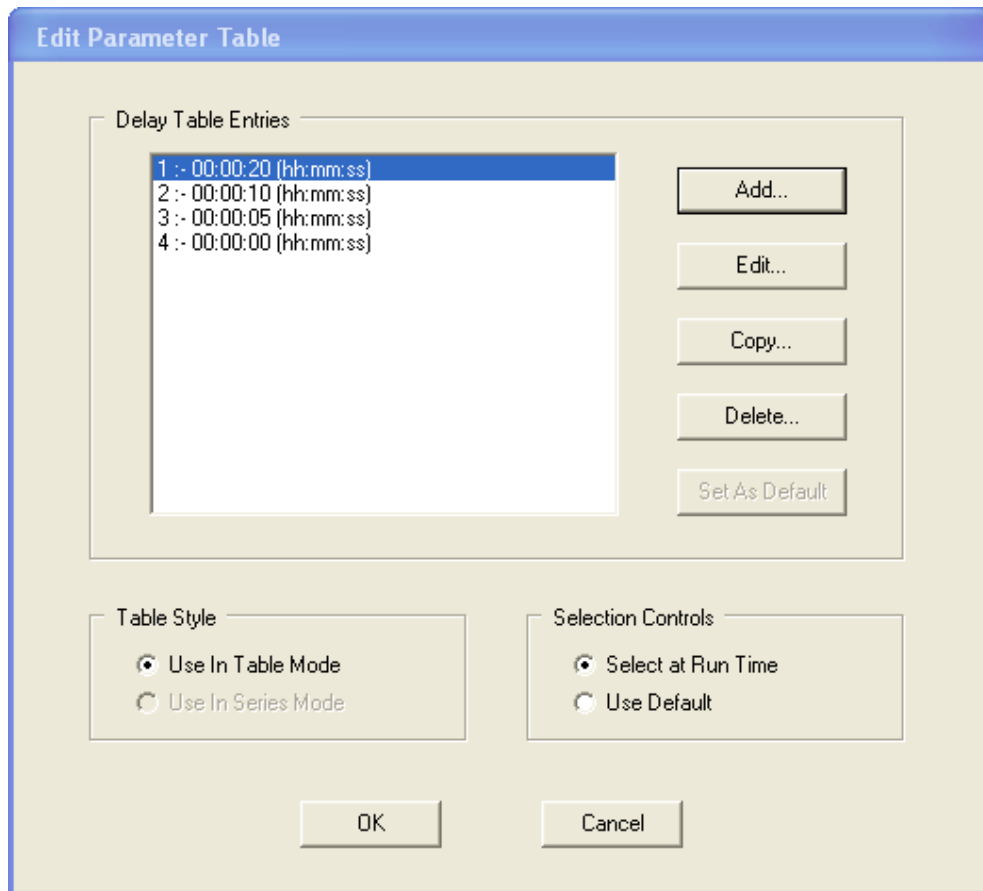 Edit Parameter Table
Delay Table Entries
1 :- 00:00:20 (hh:mm:ss)
2 :- 00:00:10 (hh:mm:ss)
3 :- 00:00:05 (hh:mm:ss)
4 :- 00:00:00 (hh:mm:ss)
Add...
Edit...
Copy...
Delete...
Set As Default
Table Style
Use In Table Mode
Use In Series Mode
Selection Controls
Select at Run Time
Use Default
OK
Cancel